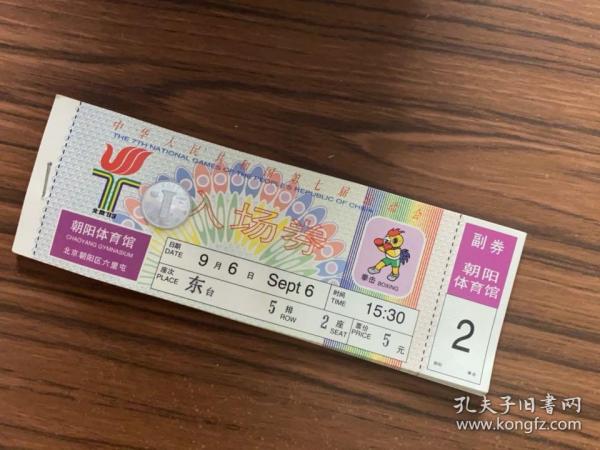 中华人民共和国第七届运动会
THE 7TH NATIONAL GAMES OF THE PEOPLE'S REPUBLIC OF CHINA
北京'93
入场券
朝阳体育馆
CHAOYANG GYMNASIUM
北京朝阳区六里屯
日期 DATE
9月6日 Sept 6
时间 TIME
15:30
座次 PLACE
东台
5 排 ROW
2 座 SEAT
票价 PRICE
5 元
拳击 BOXING
副券
朝阳
体育馆
2
孔夫子旧书网
www.kongfz.com